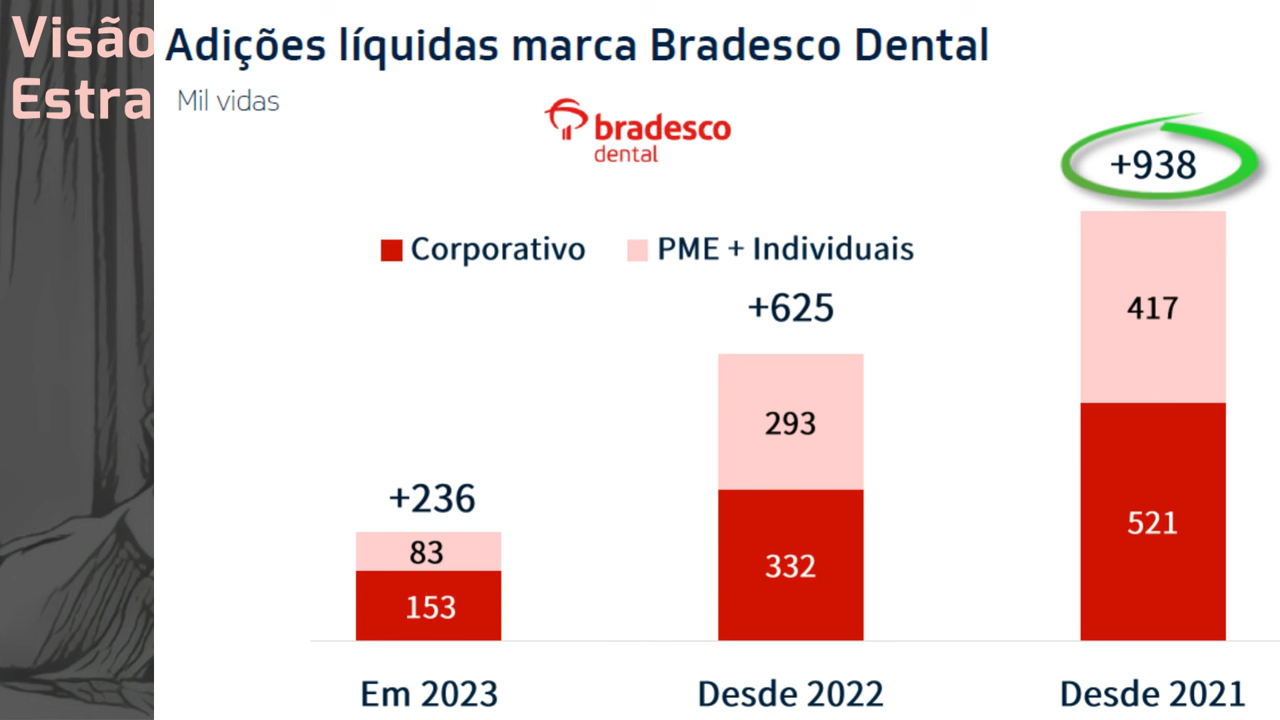 Visão
Estra
Adições líquidas marca Bradesco Dental
Mil vidas
bradesco
dental
+938
Corporativo
PME + Individuais
+625
417
293
+236
521
332
83
153
Em 2023
Desde 2022
Desde 2021